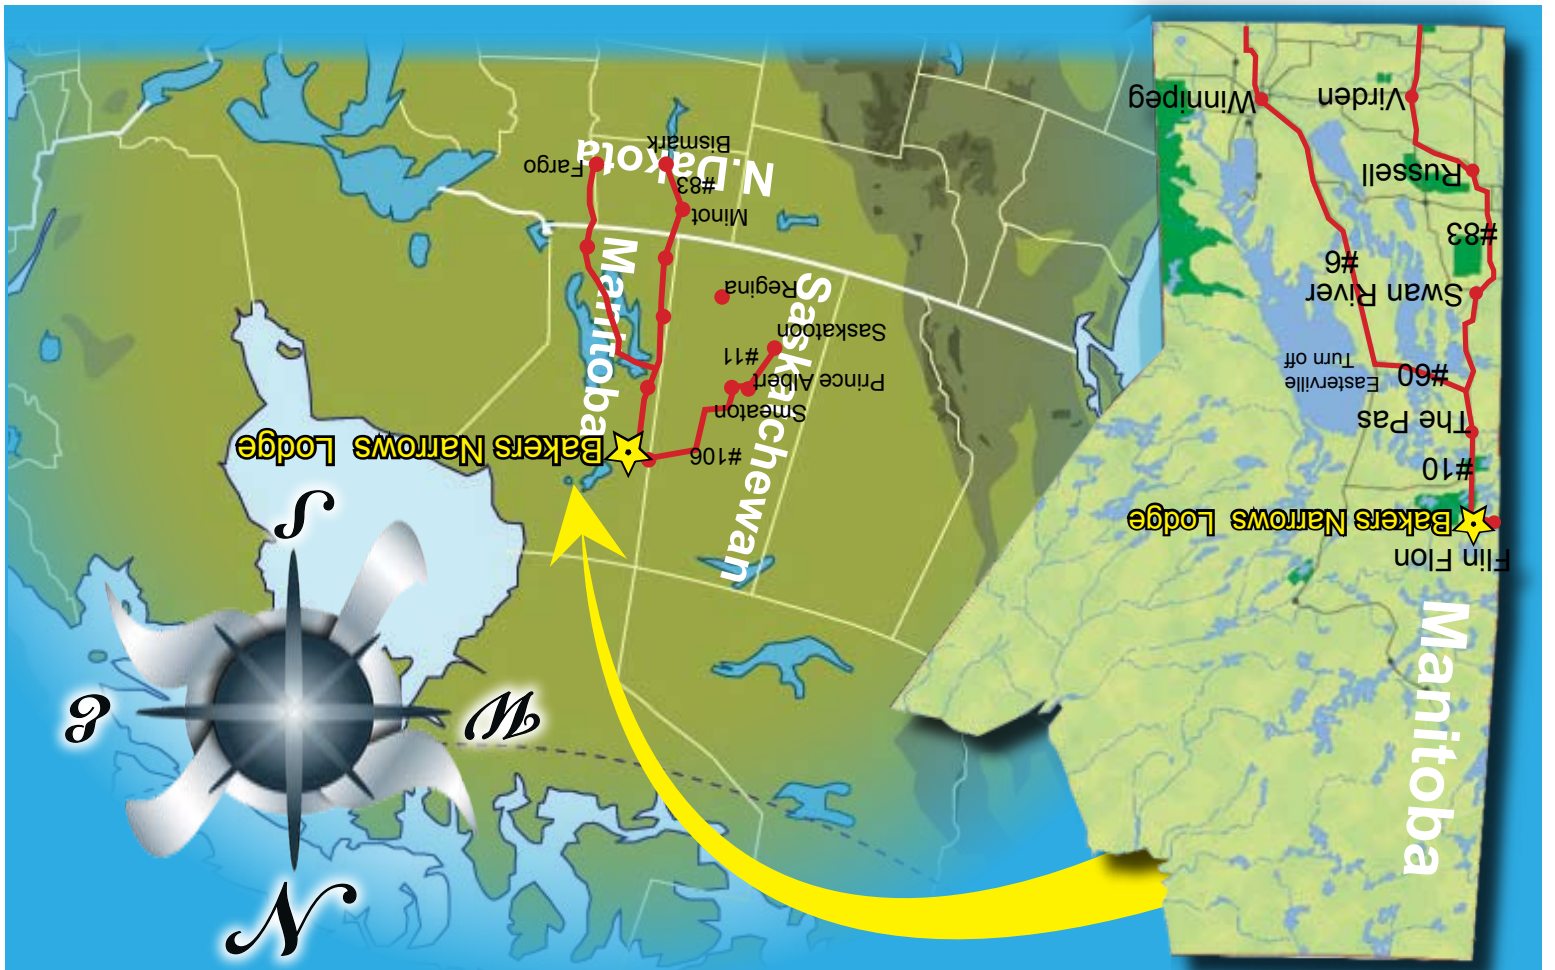 Manitoba
Flin Flon
Bakers Narrows Lodge
#10
The Pas
#60
Easterville
Turn off
Swan River
#6
#83
Russell
Virden
Winnipeg
N
W
E
S
Bakers Narrows Lodge
#106
Saskachewan
Smeaton
Prince Albert
#11
Saskatoon
Regina
Manitoba
Minot
#83
N.Dakota
Bismark
Fargo